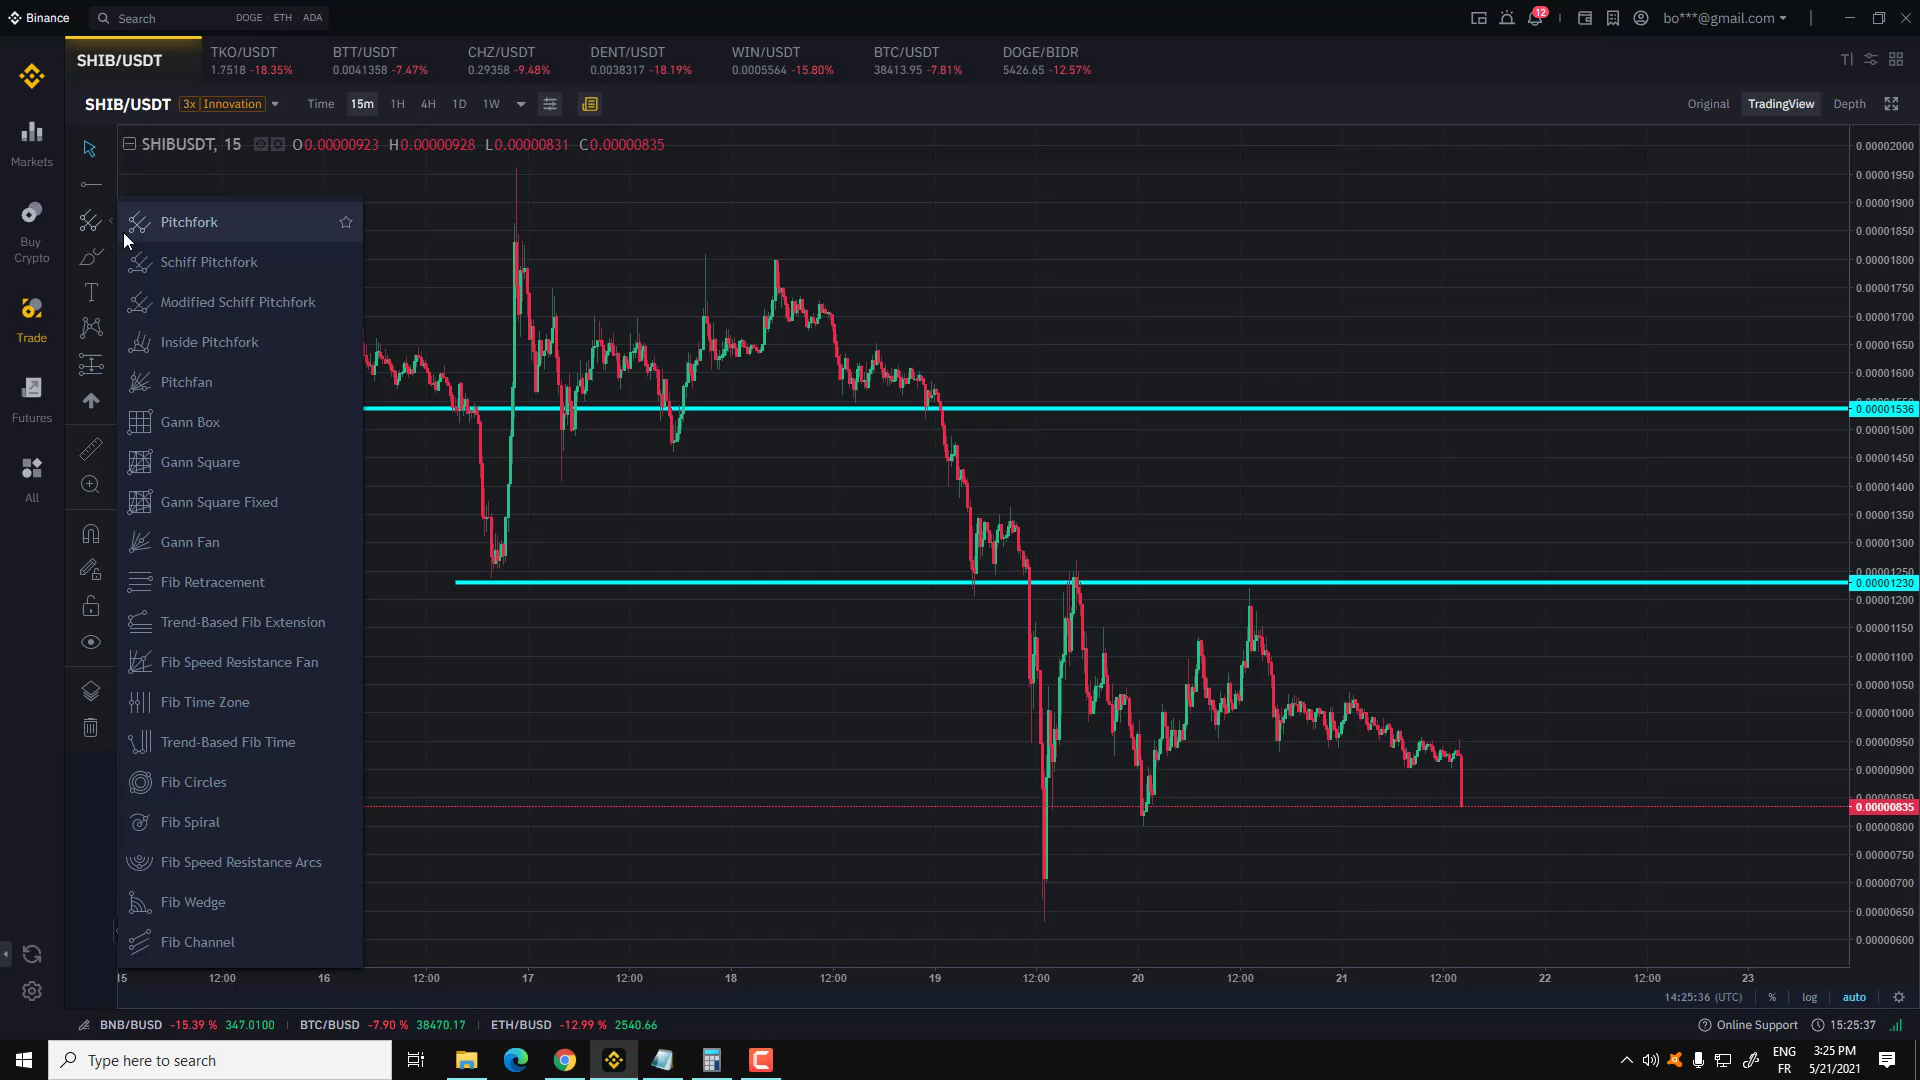 Binance
Search DOGE ETH ADA
12
bo***@gmail.com
SHIB/USDT
TKO/USDT
1.7518 -18.35%
BTT/USDT
0.0041358 -7.47%
CHZ/USDT
0.29358 -9.48%
DENT/USDT
0.0038317 -18.19%
WIN/USDT
0.0005564 -15.80%
BTC/USDT
38413.95 -7.81%
DOGE/BIDR
5426.65 -12.57%
SHIB/USDT 3x Innovation Time 15m 1H 4H 1D 1W Original TradingView Depth
SHIBUSDT, 15 O0.00000923 H0.00000928 L0.00000831 C0.00000835
Markets
Buy
Crypto
Trade
Futures
All
Pitchfork
Schiff Pitchfork
Modified Schiff Pitchfork
Inside Pitchfork
Pitchfan
Gann Box
Gann Square
Gann Square Fixed
Gann Fan
Fib Retracement
Trend-Based Fib Extension
Fib Speed Resistance Fan
Fib Time Zone
Trend-Based Fib Time
Fib Circles
Fib Spiral
Fib Speed Resistance Arcs
Fib Wedge
Fib Channel
0.00002000
0.00001950
0.00001900
0.00001850
0.00001800
0.00001750
0.00001700
0.00001650
0.00001600
0.00001536
0.00001500
0.00001450
0.00001400
0.00001350
0.00001300
0.00001250
0.00001230
0.00001200
0.00001150
0.00001100
0.00001050
0.00001000
0.00000950
0.00000900
0.00000835
0.00000800
0.00000750
0.00000700
0.00000650
0.00000600
15 12:00 16 12:00 17 12:00 18 12:00 19 12:00 20 12:00 21 12:00 22 12:00 23
14:25:36 (UTC) % log auto
BNB/BUSD -15.39 % 347.0100 BTC/BUSD -7.90 % 38470.17 ETH/BUSD -12.99 % 2540.66 Online Support 15:25:37
Type here to search
ENG
FR
3:25 PM
5/21/2021